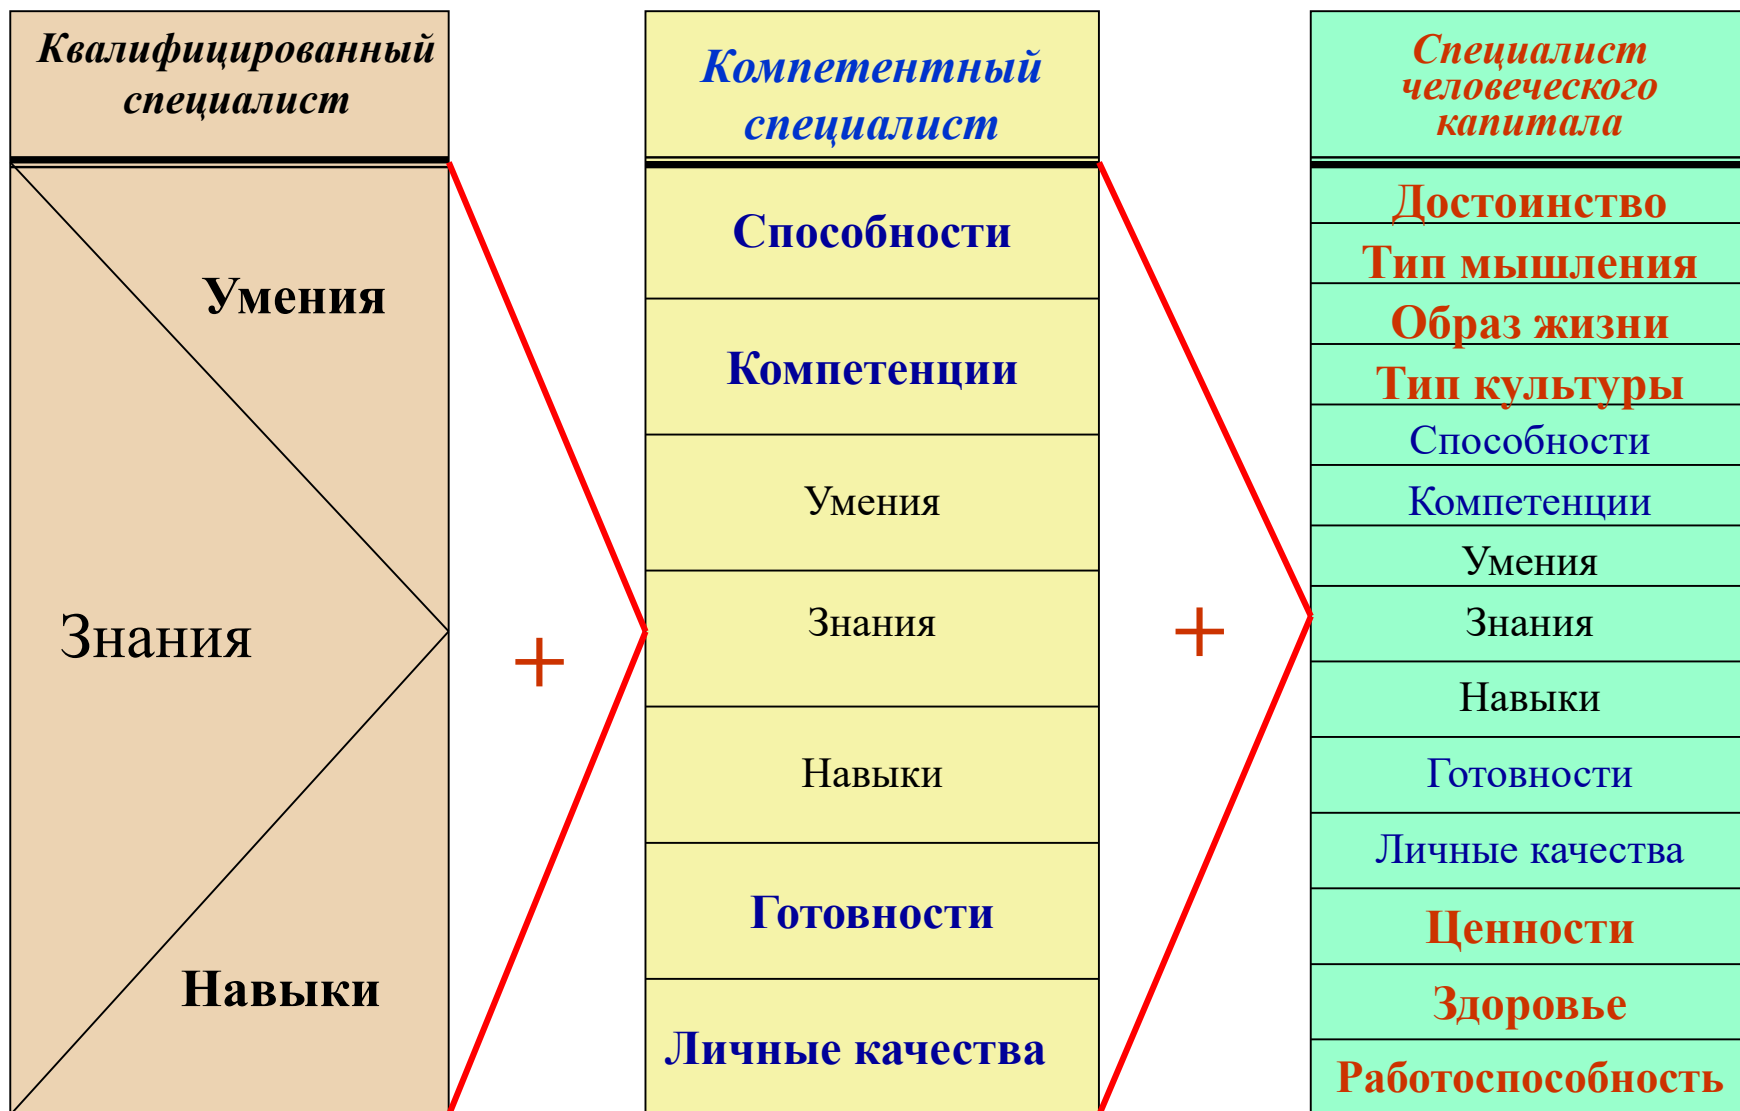 Квалифицированный
специалист
Умения
Знания
Навыки
+
Компетентный
специалист
Способности
Компетенции
Умения
Знания
Навыки
Готовности
Личные качества
+
Специалист
человеческого
капитала
Достоинство
Тип мышления
Образ жизни
Тип культуры
Способности
Компетенции
Умения
Знания
Навыки
Готовности
Личные качества
Ценности
Здоровье
Работоспособность